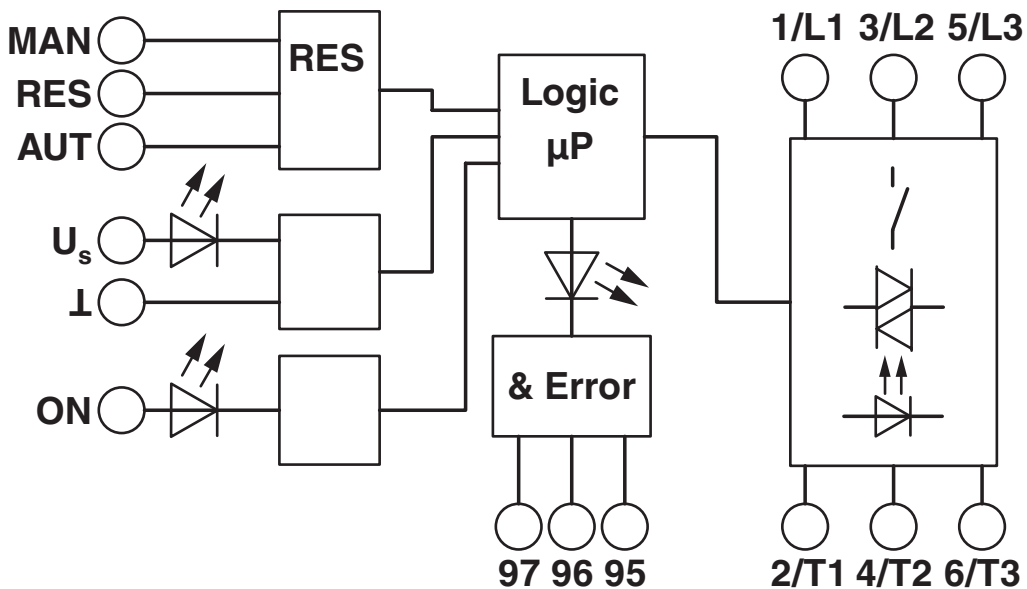 MAN
RES
AUT
RES
Us
⊥
ON
Logic
µP
& Error
97 96 95
1/L1 3/L2 5/L3
2/T1 4/T2 6/T3